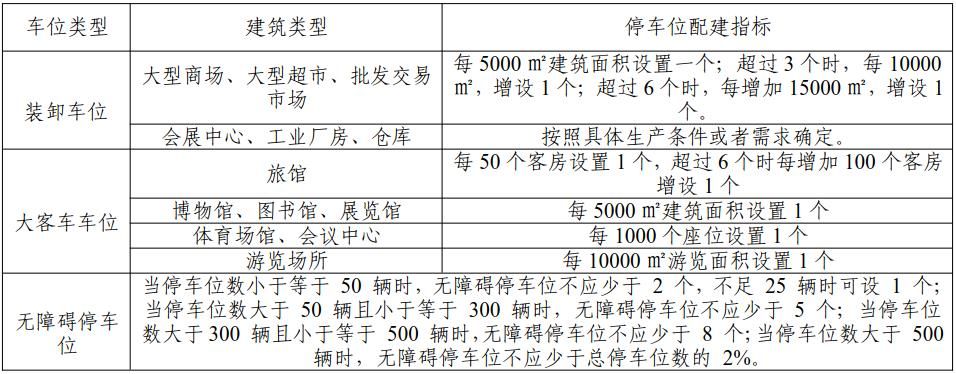 车位类型 建筑类型 停车位配建指标
装卸车位
大型商场、大型超市、批发交易
市场
每 5000 ㎡建筑面积设置一个；超过 3 个时，每 10000
㎡，增设 1 个；超过 6 个时，每增加 15000 ㎡，增设 1
个。
会展中心、工业厂房、仓库 按照具体生产条件或者需求确定。
大客车车位
旅馆
每 50 个客房设置 1 个，超过 6 个时每增加 100 个客房
增设 1 个
博物馆、图书馆、展览馆 每 5000 ㎡建筑面积设置 1 个
体育场馆、会议中心 每 1000 个座位设置 1 个
游览场所 每 10000 ㎡游览面积设置 1 个
无障碍停车
位
当停车位数小于等于 50 辆时，无障碍停车位不应少于 2 个，不足 25 辆时可设 1 个；
当停车位数大于 50 辆且小于等于 300 辆时，无障碍停车位不应少于 5 个；当停车位
数大于 300 辆且小于等于 500 辆时，无障碍停车位不应少于 8 个；当停车位数大于 500
辆时，无障碍停车位不应少于总停车位数的 2%。